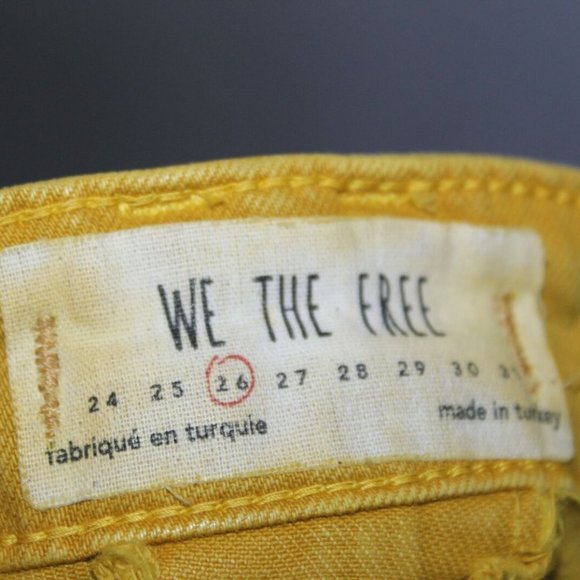 WE THE FREE
24 25 26 27 28 29 30
fabriqué en turquie
made in turkey